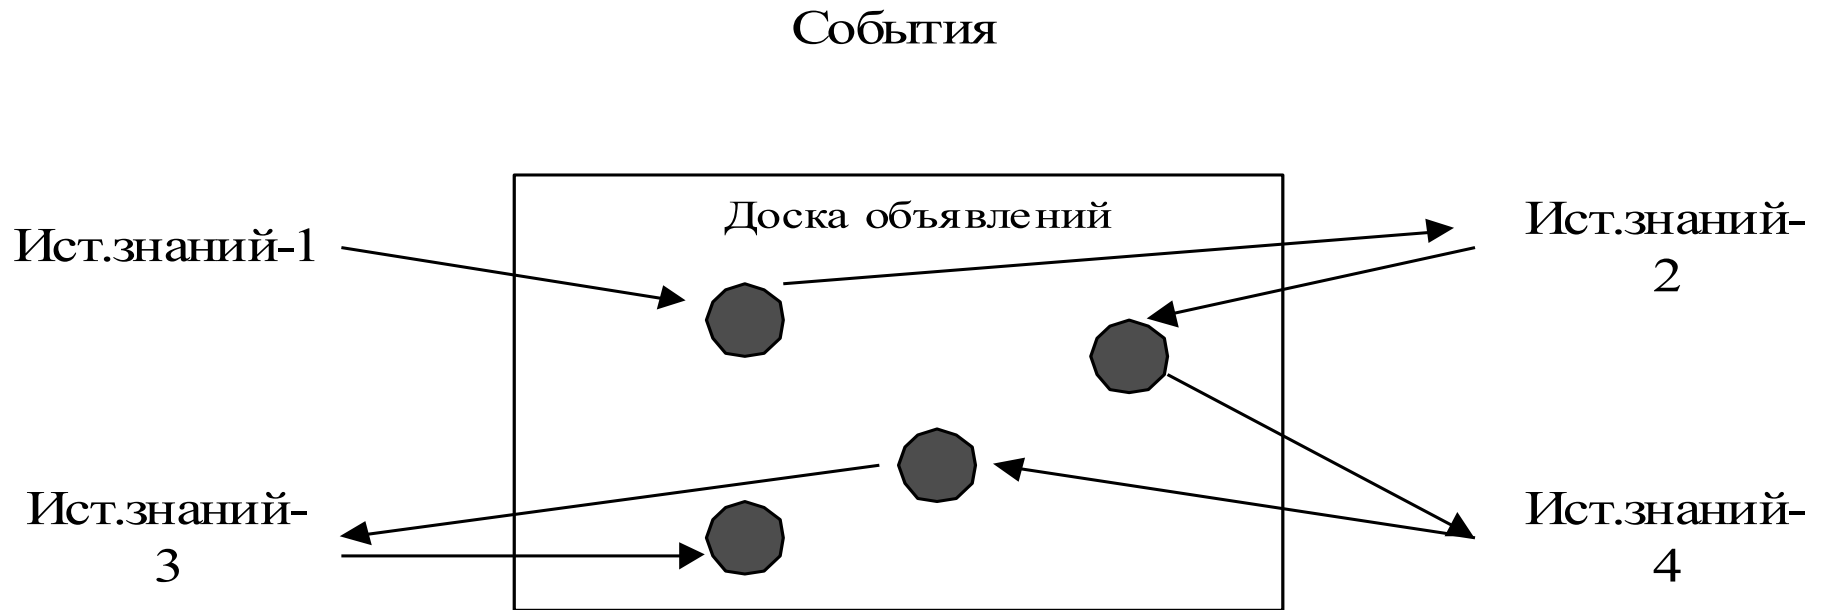 События
Доска объявлений
Ист.знаний-1
Ист.знаний-
2
Ист.знаний-
3
Ист.знаний-
4